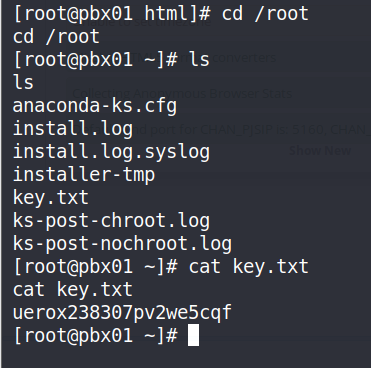 [root@pbx01 html]# cd /root
cd /root
[root@pbx01 ~]# ls
ls
anaconda-ks.cfg
install.log
install.log.syslog
installer-tmp
key.txt
ks-post-chroot.log
ks-post-nochroot.log
[root@pbx01 ~]# cat key.txt
cat key.txt
uerox238307pv2we5cqf
[root@pbx01 ~]#